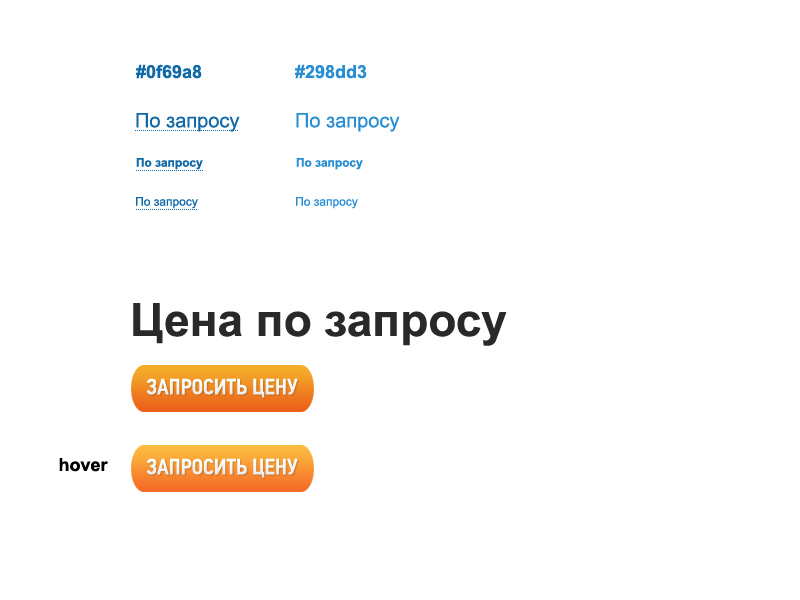 #0f69a8 #298dd3
По запросу По запросу
По запросу По запросу
По запросу По запросу
Цена по запросу
ЗАПРОСИТЬ ЦЕНУ
hover ЗАПРОСИТЬ ЦЕНУ